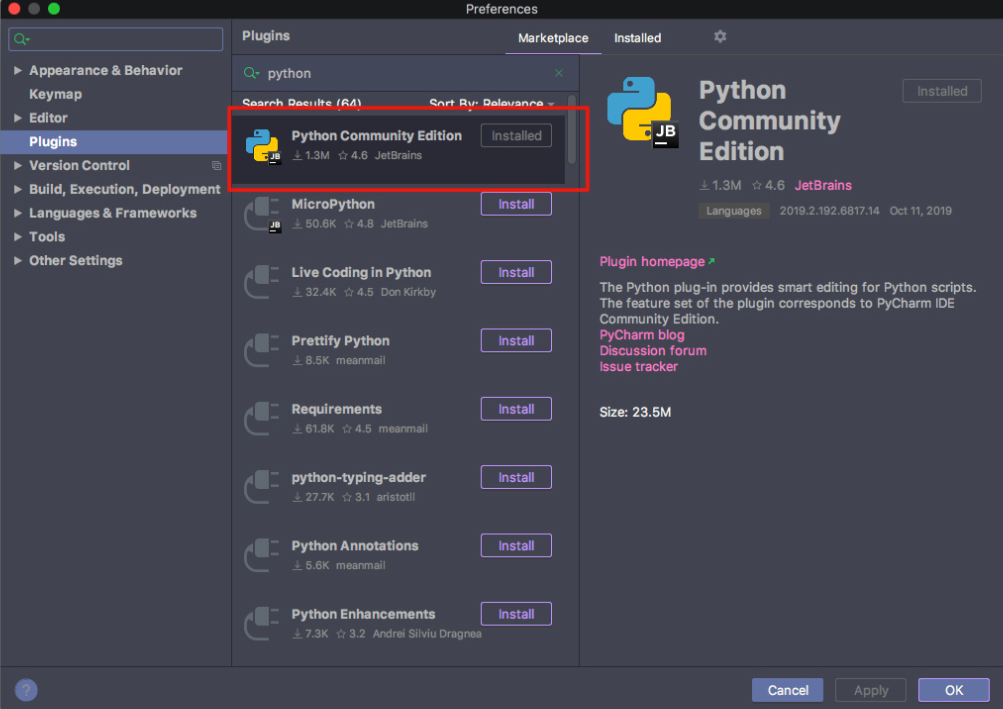 Preferences
Appearance & Behavior
Keymap
Editor
Plugins
Version Control
Build, Execution, Deployment
Languages & Frameworks
Tools
Other Settings
Plugins
Marketplace
Installed
python
Search Results (64)
Sort By: Relevance
Python Community Edition
Installed
1.3M 4.6 JetBrains
JB
MicroPython
Install
50.6K 4.8 JetBrains
JB
Live Coding in Python
Install
32.4K 4.5 Don Kirkby
Prettify Python
Install
8.5K meanmail
Requirements
Install
61.8K 4.5 meanmail
python-typing-adder
Install
27.7K 3.1 aristotll
Python Annotations
Install
5.6K meanmail
Python Enhancements
Install
7.3K 3.2 Andrei Silviu Dragnea
JB
Python
Community
Edition
Installed
1.3M 4.6 JetBrains
Languages 2019.2.192.6817.14 Oct 11, 2019
Plugin homepage
The Python plug-in provides smart editing for Python scripts.
The feature set of the plugin corresponds to PyCharm IDE
Community Edition.
PyCharm blog
Discussion forum
Issue tracker
Size: 23.5M
?
Cancel
Apply
OK